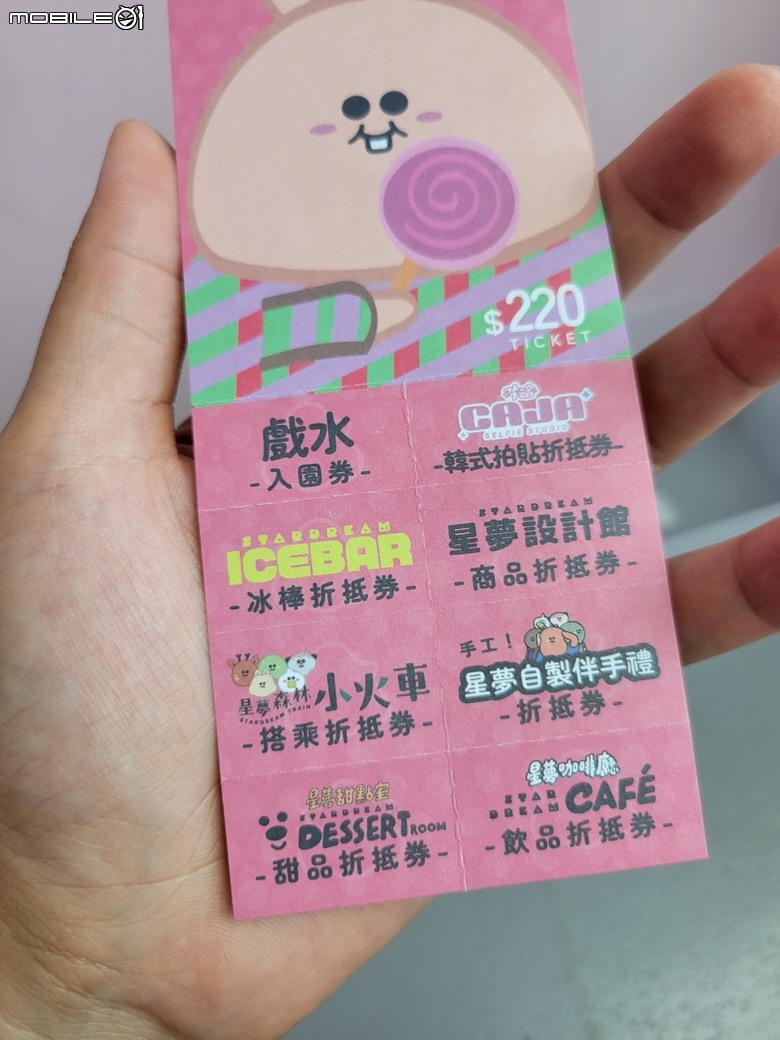 MOBILE01
$220
TICKET
戲水
-入園券-
咔論
CAJA
SELFIE STUDIO
-韓式拍貼折抵券-
STARDREAM
ICEBAR
-冰棒折抵券-
STARDREAM
星夢設計館
-商品折抵券-
星夢森林小火車
STARDREAM TRAIN
-搭乘折抵券-
手工！
星夢自製伴手禮
-折抵券-
星夢甜點室
STARDREAM
DESSERT ROOM
-甜品折抵券-
星夢咖啡廳
STAR DREAM CAFÉ
-飲品折抵券-